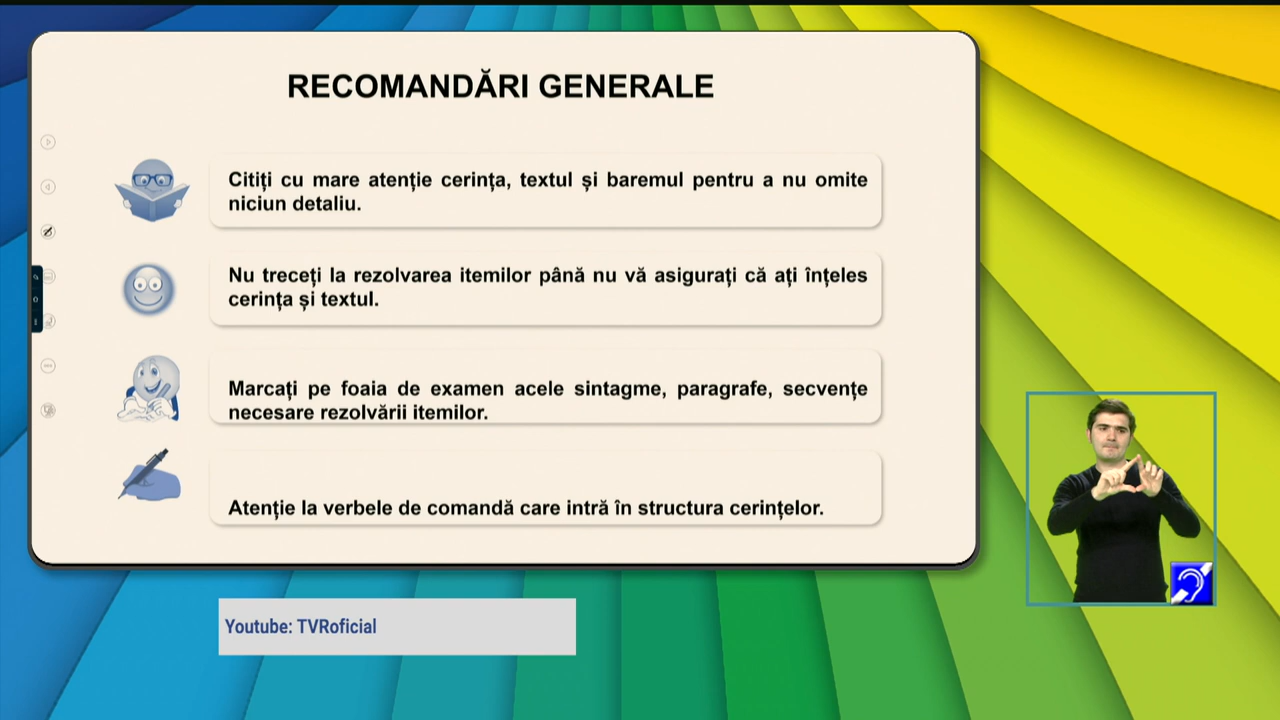 RECOMANDĂRI GENERALE
Citiți cu mare atenție cerința, textul și baremul pentru a nu omite
niciun detaliu.
Nu treceți la rezolvarea itemilor până nu vă asigurați că ați înțeles
cerința și textul.
Marcați pe foaia de examen acele sintagme, paragrafe, secvențe
necesare rezolvării itemilor.
Atenție la verbele de comandă care intră în structura cerințelor.
Youtube: TVRoficial